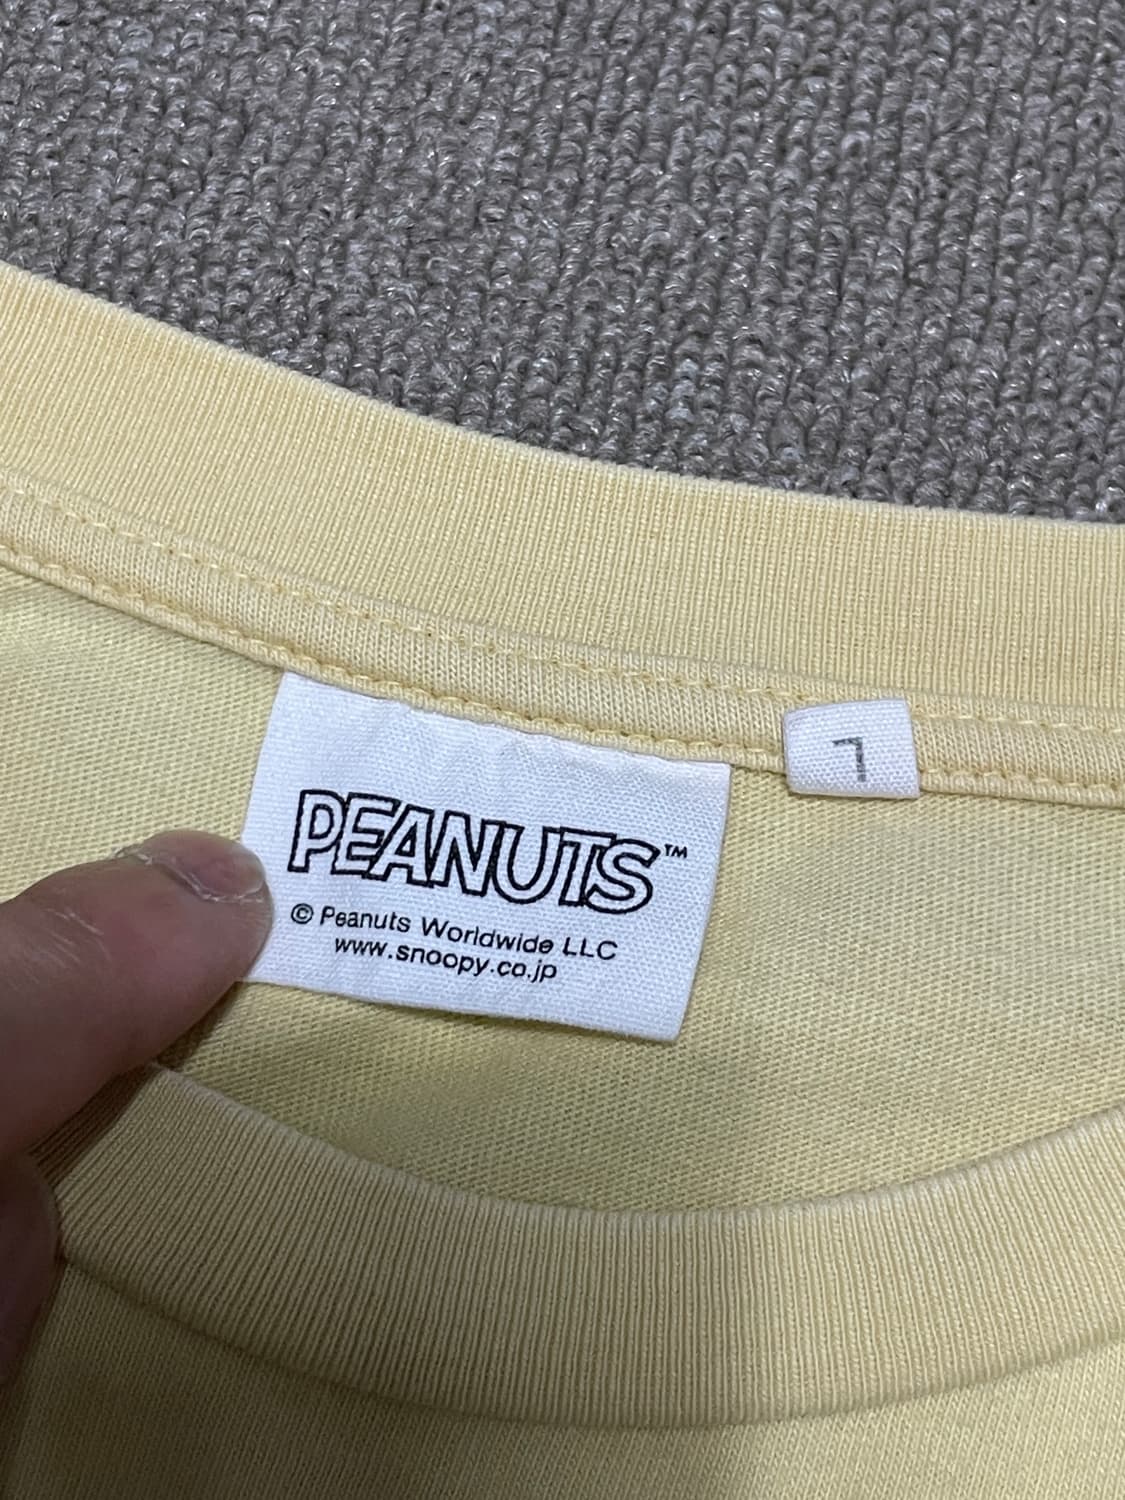 PEANUTS™
© Peanuts Worldwide LLC
www.snoopy.co.jp
L